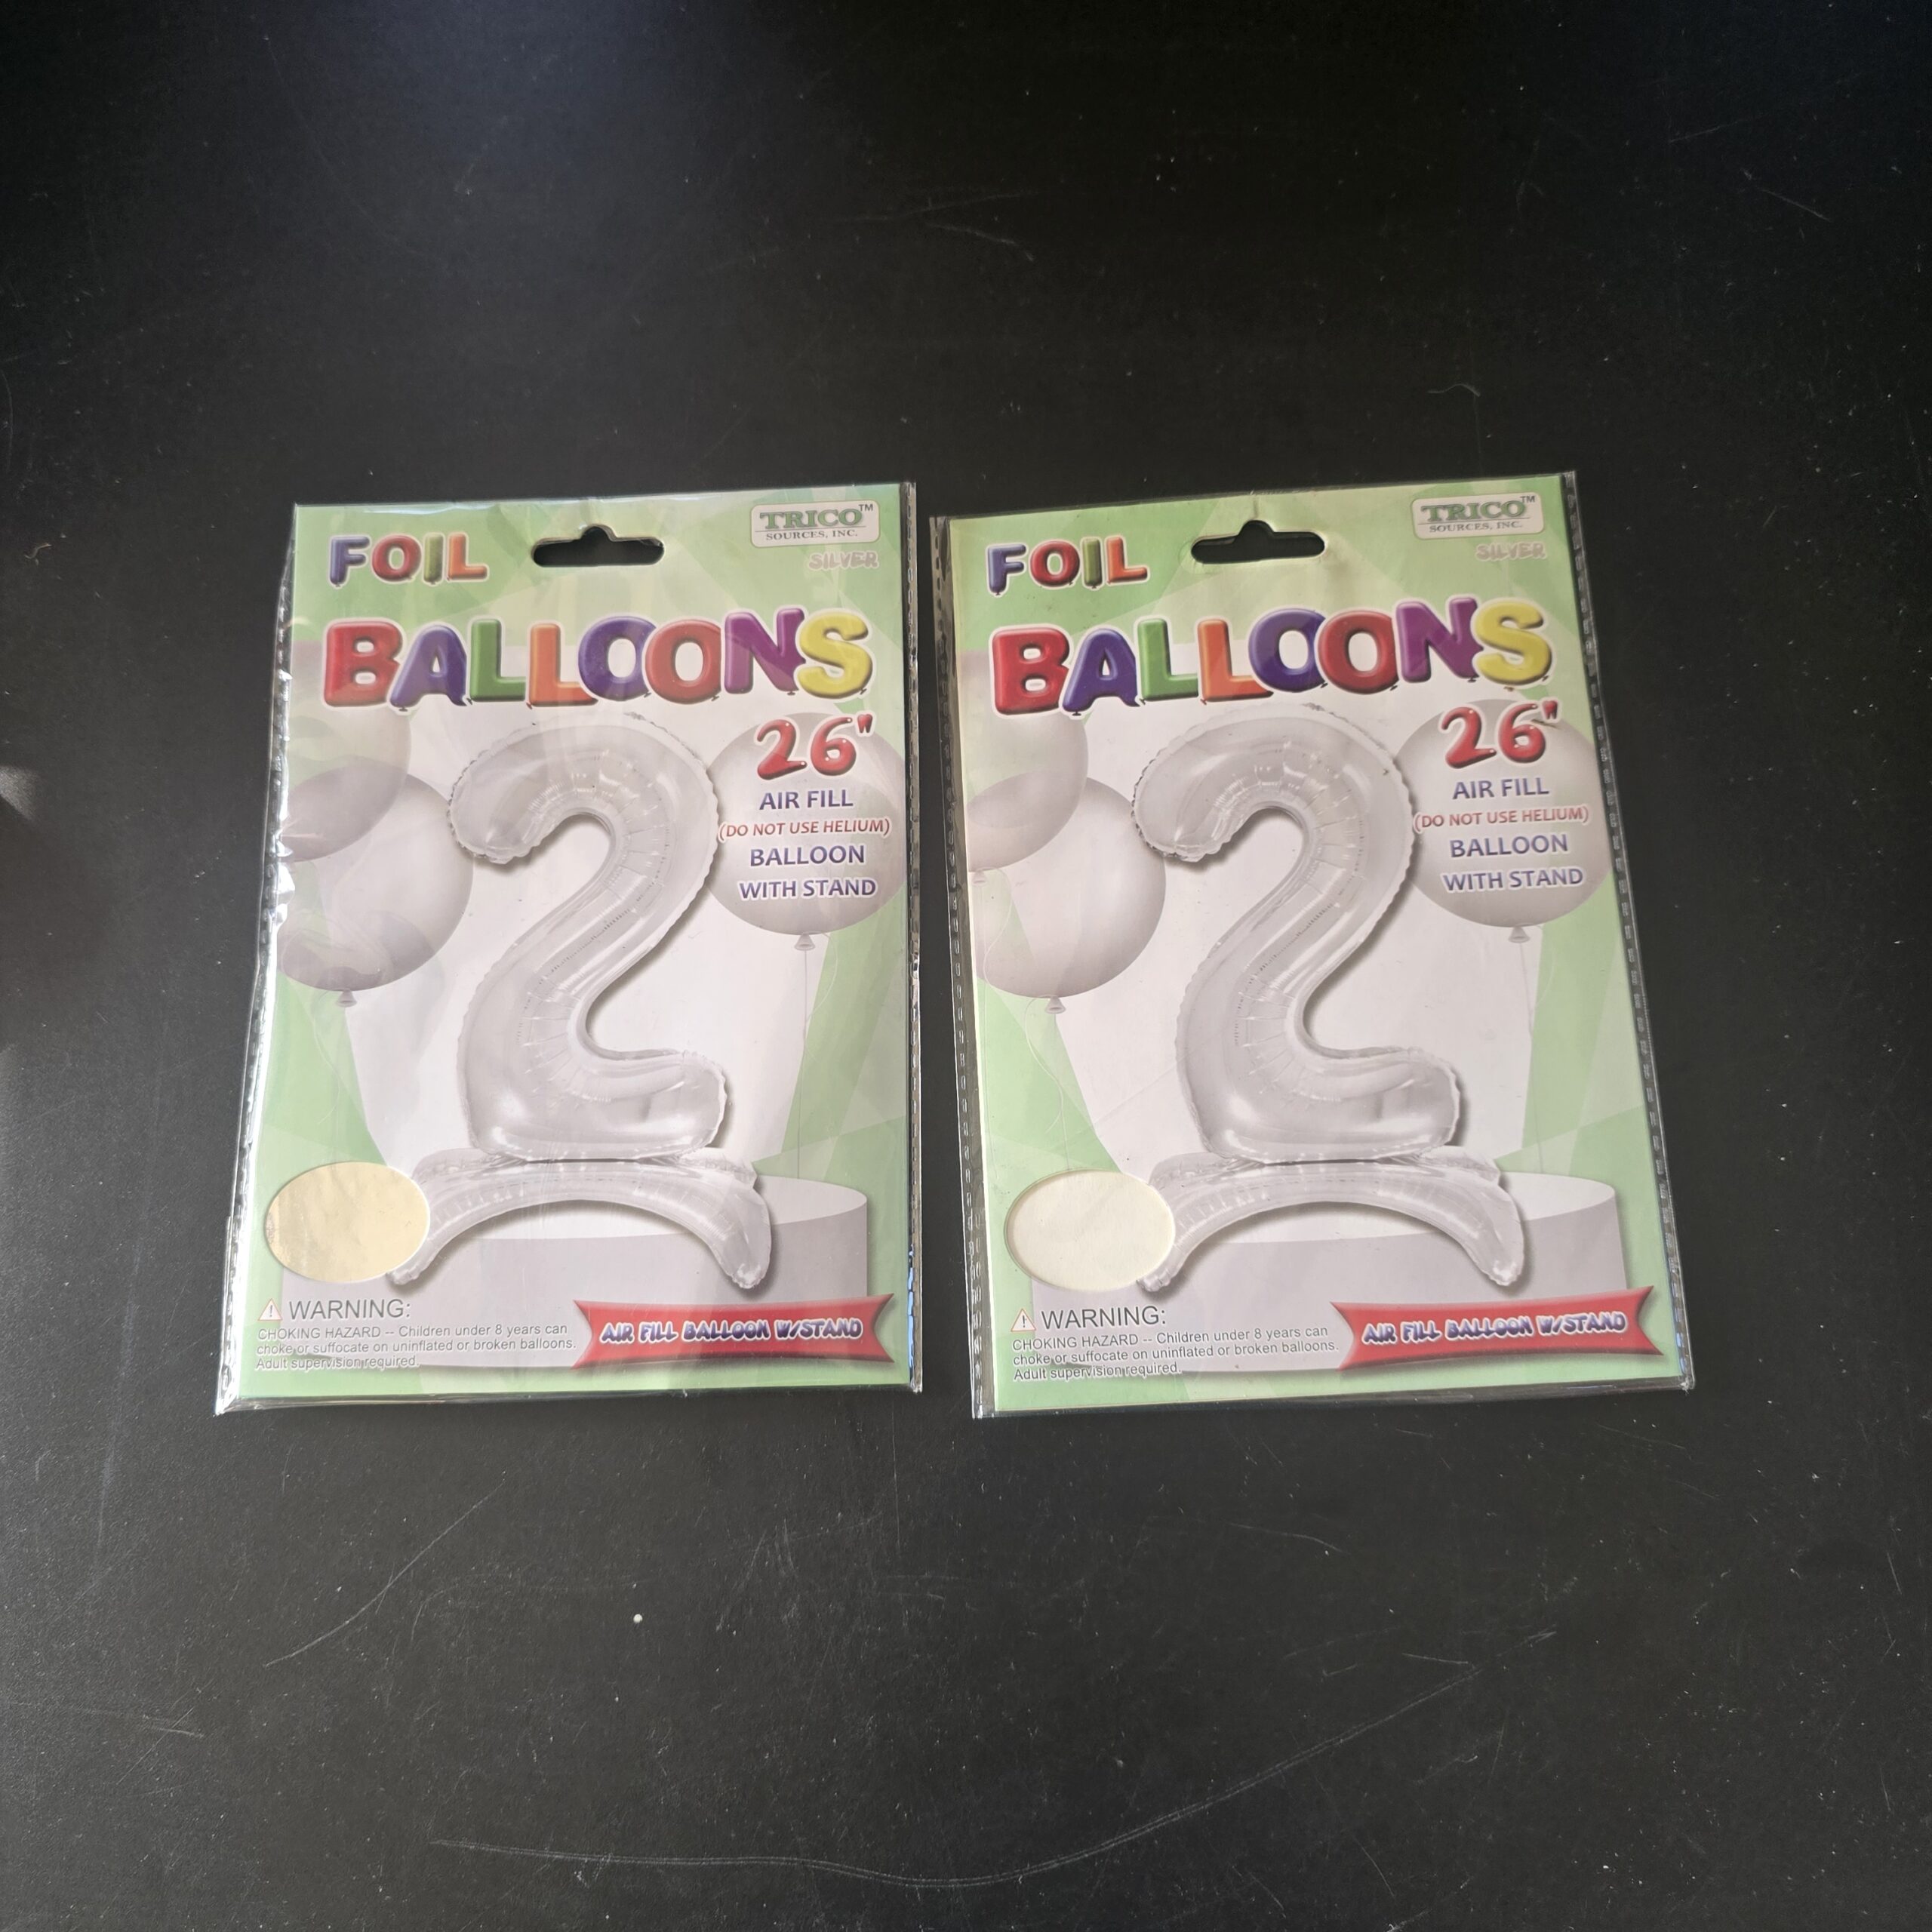 FOIL
TRICO™
SOURCES, INC.
SILVER
BALLOONS
26"
AIR FILL
(DO NOT USE HELIUM)
BALLOON
WITH STAND
2
⚠ WARNING:
CHOKING HAZARD -- Children under 8 years can
choke or suffocate on uninflated or broken balloons.
Adult supervision required.
AIR FILL BALLOON W/STAND
FOIL
TRICO™
SOURCES, INC.
SILVER
BALLOONS
26"
AIR FILL
(DO NOT USE HELIUM)
BALLOON
WITH STAND
2
⚠ WARNING:
CHOKING HAZARD -- Children under 8 years can
choke or suffocate on uninflated or broken balloons.
Adult supervision required.
AIR FILL BALLOON W/STAND